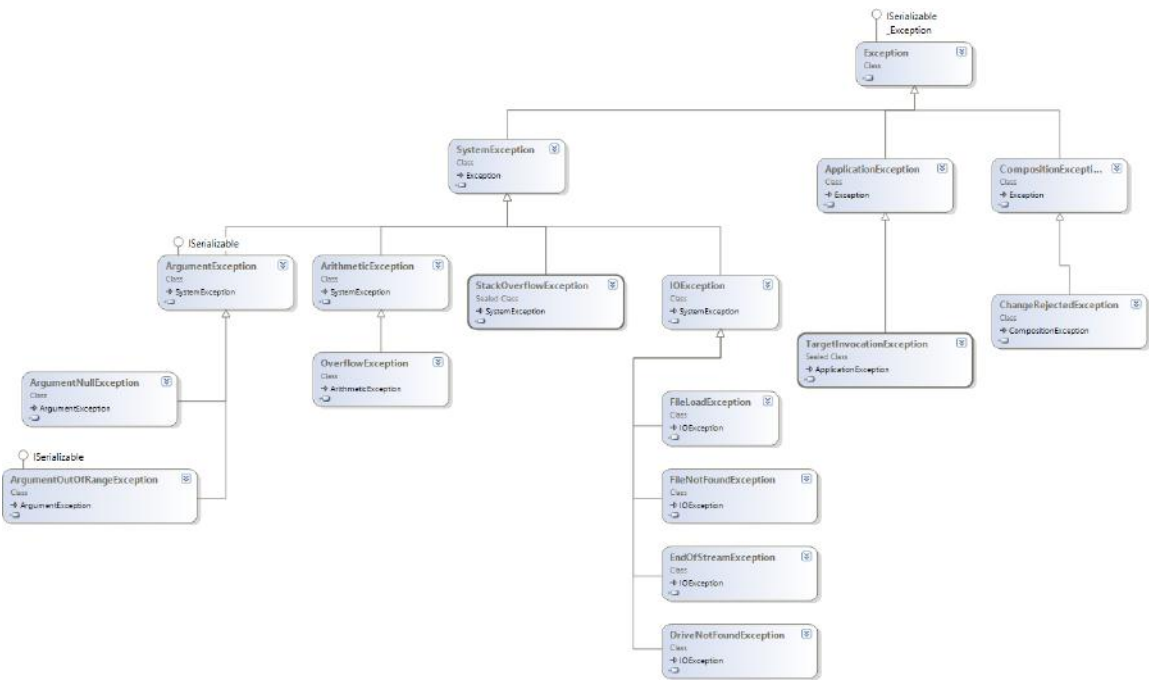 ISerializable
_Exception
Exception
Class
SystemException
Class
Exception
ApplicationException
Class
Exception
CompositionExcepti...
Class
Exception
ISerializable
ArgumentException
Class
SystemException
ArithmeticException
Class
SystemException
StackOverflowException
Sealed Class
SystemException
IOException
Class
SystemException
ChangeRejectedException
Class
CompositionException
TargetInvocationException
Sealed Class
ApplicationException
OverflowException
Class
ArithmeticException
ArgumentNullException
Class
ArgumentException
FileLoadException
Class
IOException
ISerializable
ArgumentOutOfRangeException
Class
ArgumentException
FileNotFoundException
Class
IOException
EndOfStreamException
Class
IOException
DriveNotFoundException
Class
IOException